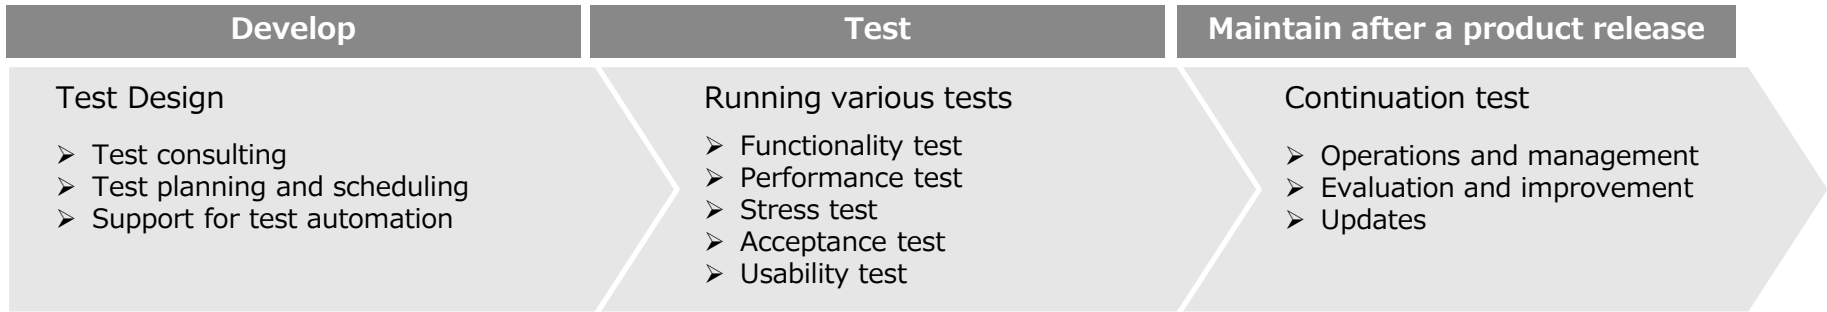 Develop
Test
Maintain after a product release
Test Design
➢ Test consulting
➢ Test planning and scheduling
➢ Support for test automation
Running various tests
➢ Functionality test
➢ Performance test
➢ Stress test
➢ Acceptance test
➢ Usability test
Continuation test
➢ Operations and management
➢ Evaluation and improvement
➢ Updates